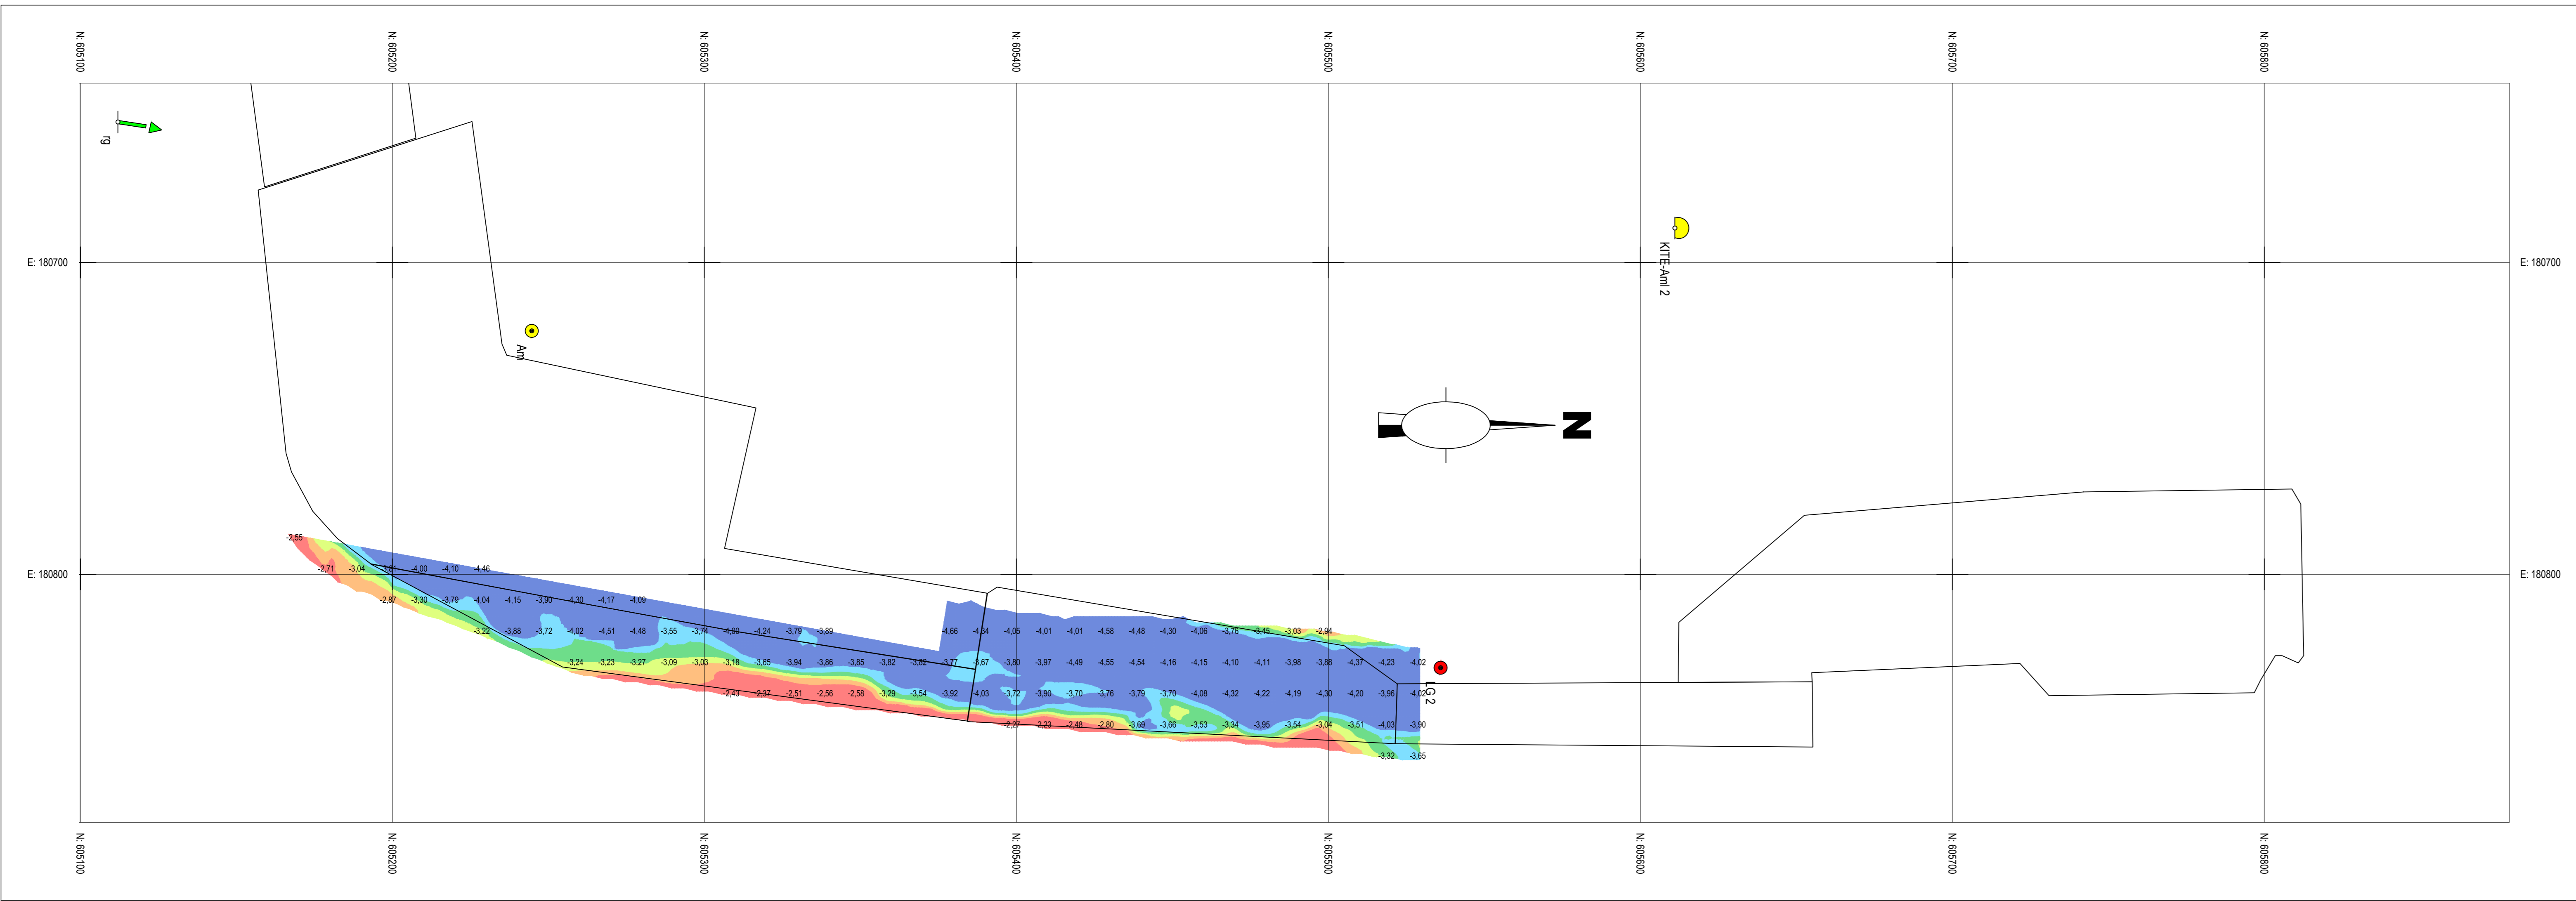 N: 605100 N: 605200 N: 605300 N: 605400 N: 605500 N: 605600 N: 605700 N: 605800
rg
KITE-Aml 2
E: 180700 E: 180700
Am
N
-2,55
E: 180800 E: 180800
-2,71 -3,04 -3,61 -4,00 -4,10 -4,46
-2,87 -3,30 -3,79 -4,04 -4,15 -3,90 -4,30 -4,17 -4,09
-3,22 -3,88 -3,72 -4,02 -4,51 -4,48 -3,55 -3,74 -4,00 -4,24 -3,79 -3,89 -4,66 -4,34 -4,05 -4,01 -4,01 -4,58 -4,48 -4,30 -4,06 -3,76 -3,45 -3,03 -2,94
-3,24 -3,23 -3,27 -3,09 -3,03 -3,18 -3,65 -3,94 -3,86 -3,85 -3,82 -3,82 -3,77 -3,67 -3,80 -3,97 -4,49 -4,55 -4,54 -4,16 -4,15 -4,10 -4,11 -3,98 -3,88 -4,37 -4,23 -4,02
LG 2
-2,43 -2,37 -2,51 -2,56 -2,58 -3,29 -3,54 -3,92 -4,03 -3,72 -3,90 -3,70 -3,76 -3,79 -3,70 -4,08 -4,32 -4,22 -4,19 -4,30 -4,20 -3,96 -4,02
-2,27 -2,23 -2,48 -2,80 -3,69 -3,66 -3,53 -3,34 -3,95 -3,54 -3,04 -3,51 -4,03 -3,90
-3,32 -3,65
N: 605100 N: 605200 N: 605300 N: 605400 N: 605500 N: 605600 N: 605700 N: 605800